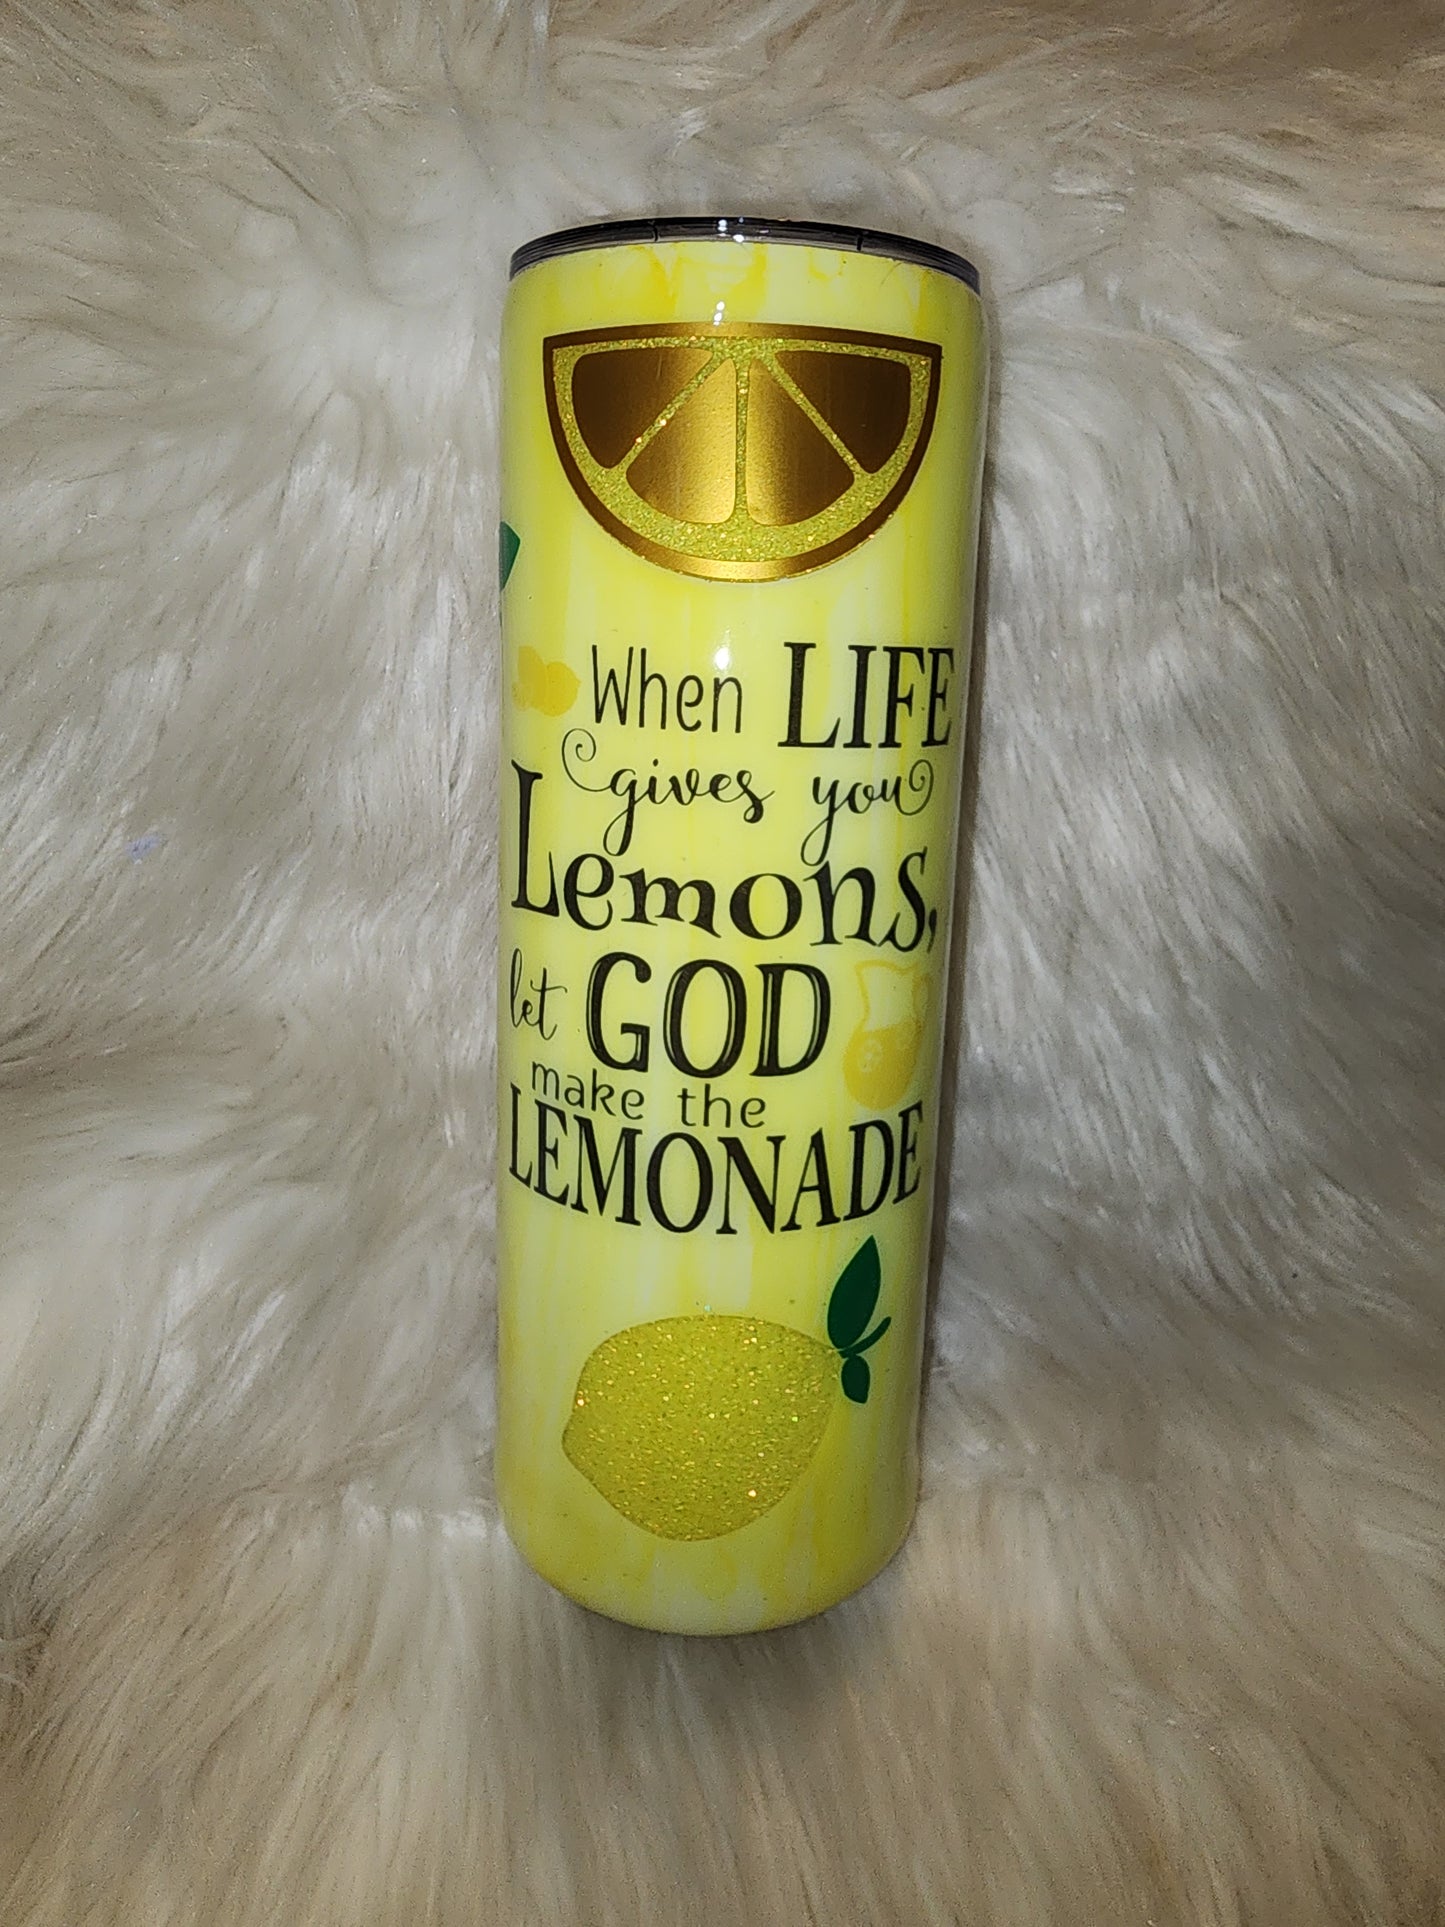 When LIFE
gives you
Lemons,
let GOD
make the
LEMONADE